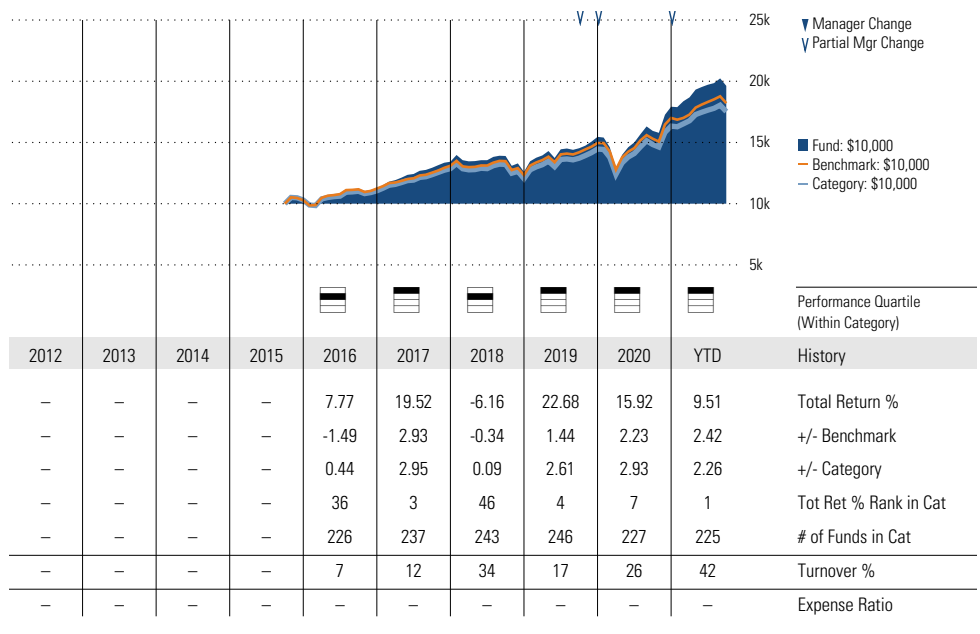 25k
20k
15k
10k
5k
Manager Change
Partial Mgr Change
Fund: $10,000
Benchmark: $10,000
Category: $10,000
Performance Quartile
(Within Category)
2012 2013 2014 2015 2016 2017 2018 2019 2020 YTD History
– – – – 7.77 19.52 -6.16 22.68 15.92 9.51 Total Return %
– – – – -1.49 2.93 -0.34 1.44 2.23 2.42 +/- Benchmark
– – – – 0.44 2.95 0.09 2.61 2.93 2.26 +/- Category
– – – – 36 3 46 4 7 1 Tot Ret % Rank in Cat
– – – – 226 237 243 246 227 225 # of Funds in Cat
– – – – 7 12 34 17 26 42 Turnover %
– – – – – – – – – – Expense Ratio